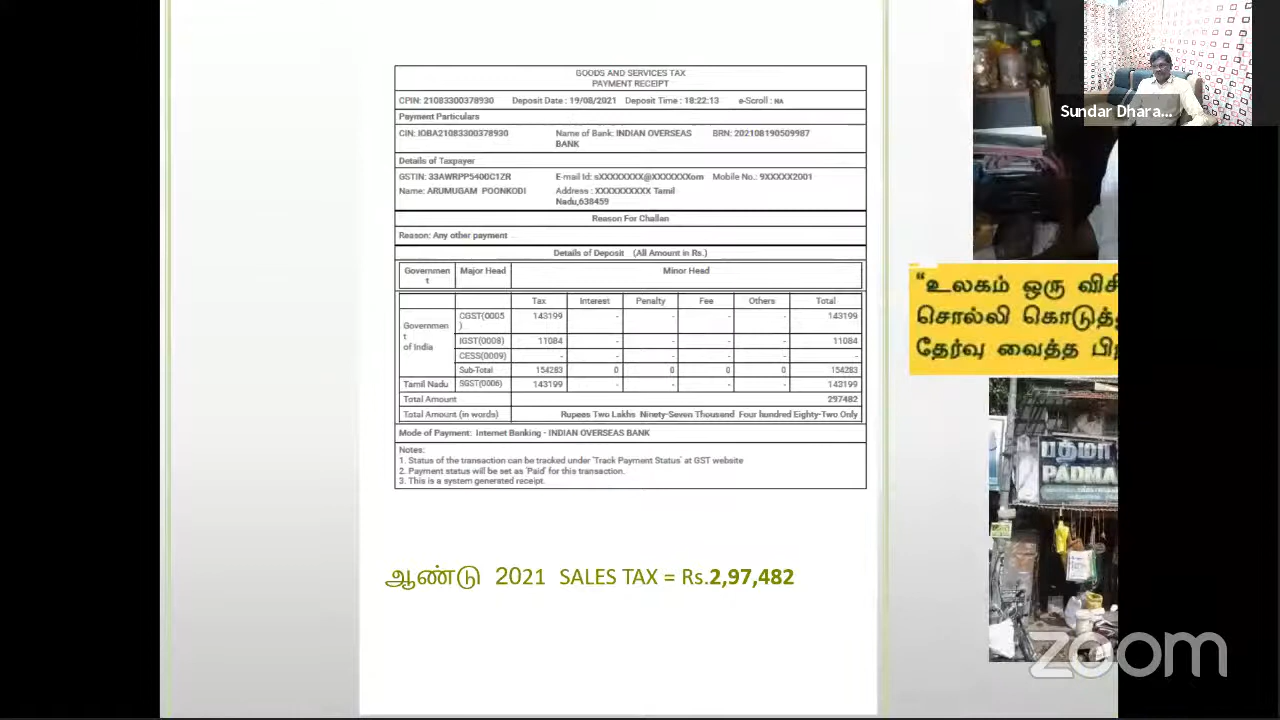 GOODS AND SERVICES TAX
PAYMENT RECEIPT
CPIN: 21083300378930 Deposit Date : 19/08/2021 Deposit Time : 18:22:13 e-Scroll : NA
Payment Particulars
CIN: IOBA21083300378930 Name of Bank: INDIAN OVERSEAS BRN: 202108190509987
BANK
Details of Taxpayer
GSTIN: 33AWRPP5400C1ZR E-mail Id: sXXXXXXXX@XXXXXXXom Mobile No.: 9XXXXX2001
Name: ARUMUGAM POONKODI Address : XXXXXXXXXX Tamil
Nadu,638459
Reason For Challan
Reason: Any other payment
Details of Deposit (All Amount in Rs.)
Governmen Major Head Minor Head
t
Tax Interest Penalty Fee Others Total
CGST(0005 143199 - - - - 143199
)
Governmen
t
of India
IGST(0008) 11084 - - - - 11084
CESS(0009) - - - - - -
Sub-Total 154283 0 0 0 0 154283
Tamil Nadu SGST(0006) 143199 - - - - 143199
Total Amount 297482
Total Amount (in words) Rupees Two Lakhs Ninety-Seven Thousand Four hundred Eighty-Two Only
Mode of Payment: Internet Banking - INDIAN OVERSEAS BANK
Notes:
1. Status of the transaction can be tracked under 'Track Payment Status' at GST website
2. Payment status will be set as 'Paid' for this transaction.
3. This is a system generated receipt.
ஆண்டு 2021 SALES TAX = Rs.2,97,482
Sundar Dhara...
“உலகம் ஒரு விசி
சொல்லி கொடுத்த
தேர்வு வைத்த பி
பத்மா
PADMA
zoom